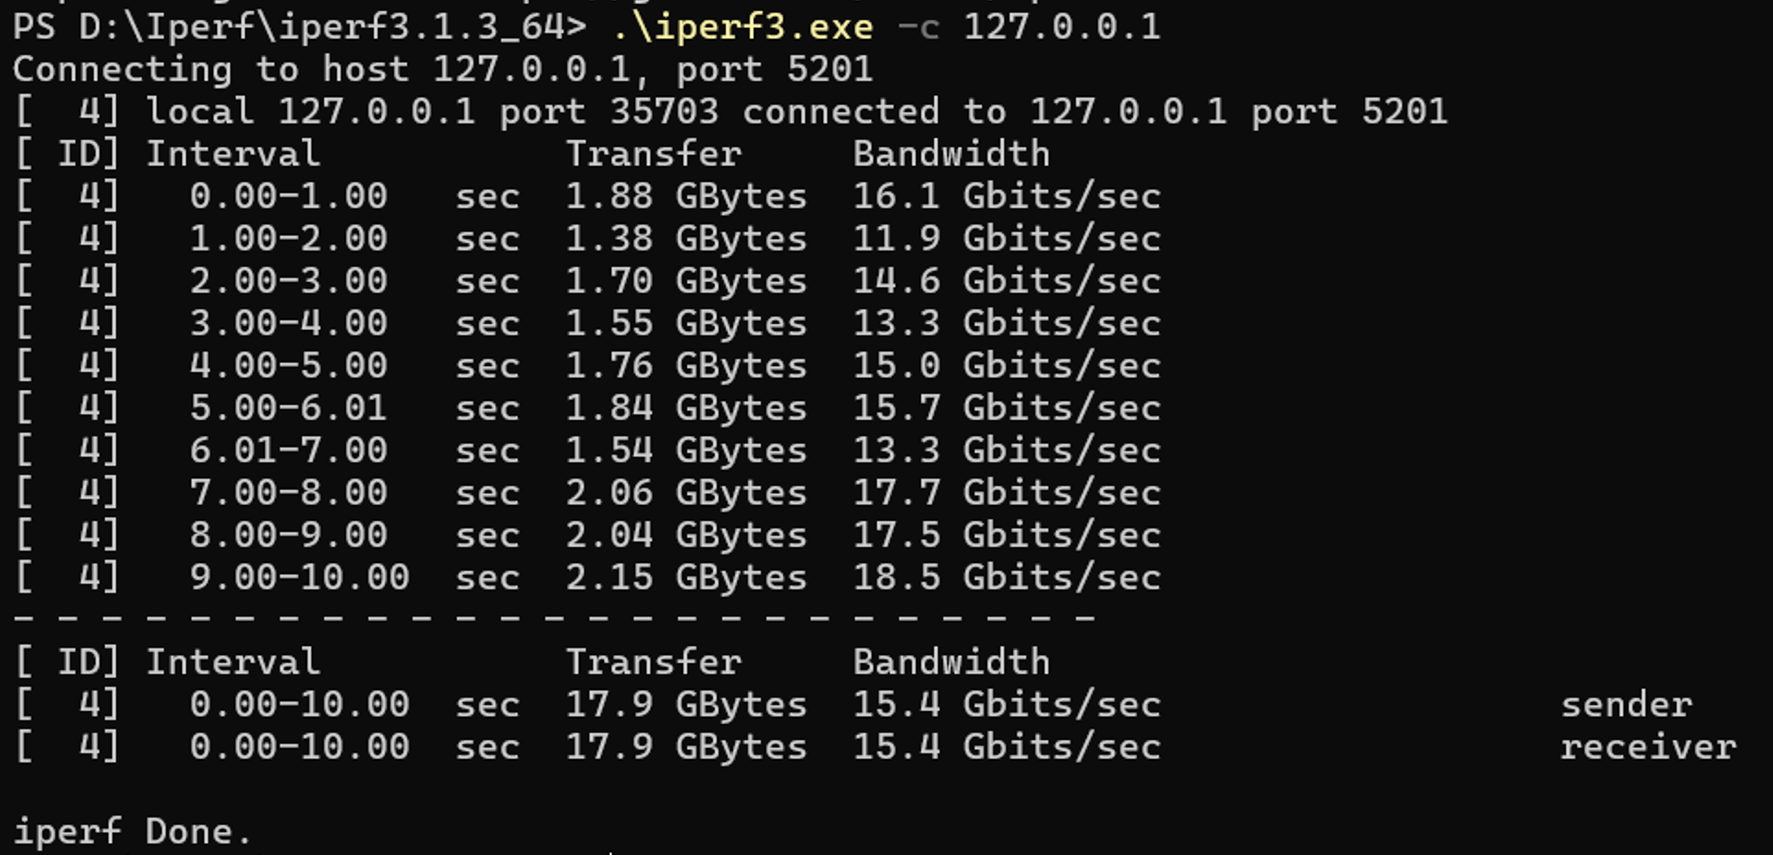 PS D:\Iperf\iperf3.1.3_64> .\iperf3.exe -c 127.0.0.1
Connecting to host 127.0.0.1, port 5201
[  4] local 127.0.0.1 port 35703 connected to 127.0.0.1 port 5201
[ ID] Interval           Transfer     Bandwidth
[  4]   0.00-1.00   sec  1.88 GBytes  16.1 Gbits/sec
[  4]   1.00-2.00   sec  1.38 GBytes  11.9 Gbits/sec
[  4]   2.00-3.00   sec  1.70 GBytes  14.6 Gbits/sec
[  4]   3.00-4.00   sec  1.55 GBytes  13.3 Gbits/sec
[  4]   4.00-5.00   sec  1.76 GBytes  15.0 Gbits/sec
[  4]   5.00-6.01   sec  1.84 GBytes  15.7 Gbits/sec
[  4]   6.01-7.00   sec  1.54 GBytes  13.3 Gbits/sec
[  4]   7.00-8.00   sec  2.06 GBytes  17.7 Gbits/sec
[  4]   8.00-9.00   sec  2.04 GBytes  17.5 Gbits/sec
[  4]   9.00-10.00  sec  2.15 GBytes  18.5 Gbits/sec
- - - - - - - - - - - - - - - - - - - - - - - - -
[ ID] Interval           Transfer     Bandwidth
[  4]   0.00-10.00  sec  17.9 GBytes  15.4 Gbits/sec                  sender
[  4]   0.00-10.00  sec  17.9 GBytes  15.4 Gbits/sec                  receiver
iperf Done.